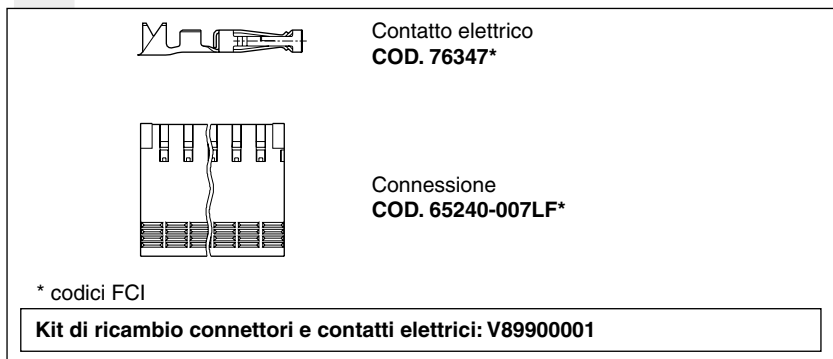 Contatto elettrico
COD. 76347*
Connessione
COD. 65240-007LF*
* codici FCI
Kit di ricambio connettori e contatti elettrici: V89900001